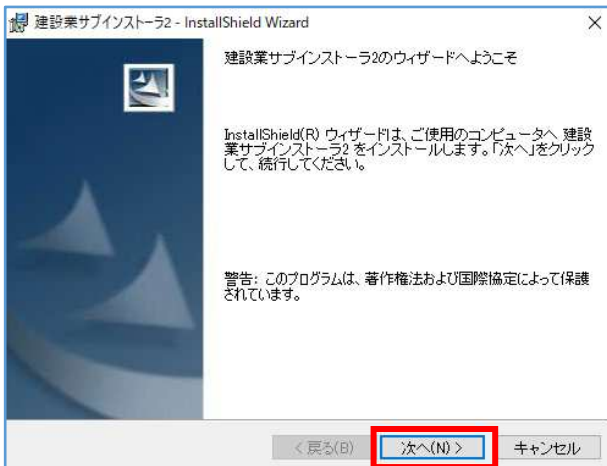 建設業サブインストーラ2 - InstallShield Wizard
建設業サブインストーラ2のウィザードへようこそ
InstallShield(R) ウィザードは、ご使用のコンピュータへ 建設
業サブインストーラ2 をインストールします。「次へ」をクリック
して、続行してください。
警告: このプログラムは、著作権法および国際協定によって保護
されています。
< 戻る(B)
次へ(N) >
キャンセル